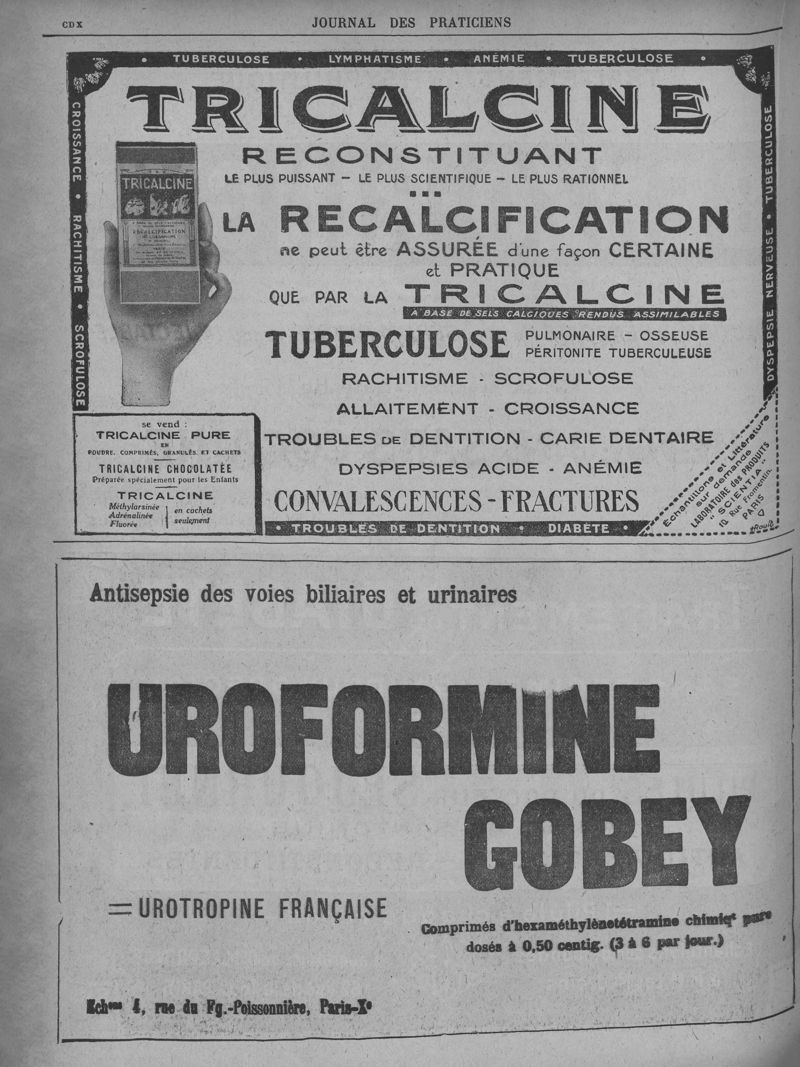 CDX
JOURNAL DES PRATICIENS
• TUBERCULOSE • LYMPHATISME • ANÉMIE • TUBERCULOSE •
CROISSANCE • RACHITISME • SCROFULOSE
DYSPEPSIE NERVEUSE • TUBERCULOSE
TRICALCINE
RECONSTITUANT
LE PLUS PUISSANT – LE PLUS SCIENTIFIQUE – LE PLUS RATIONNEL
TRICALCINE
RECALCIFICATION
LA RECALCIFICATION
ne peut être ASSURÉE d'une façon CERTAINE
et PRATIQUE
QUE PAR LA TRICALCINE
A BASE DE SELS CALCIQUES RENDUS ASSIMILABLES
TUBERCULOSE PULMONAIRE – OSSEUSE
PÉRITONITE TUBERCULEUSE
RACHITISME - SCROFULOSE
ALLAITEMENT - CROISSANCE
TROUBLES DE DENTITION - CARIE DENTAIRE
DYSPEPSIES ACIDE - ANÉMIE
CONVALESCENCES - FRACTURES
• TROUBLES DE DENTITION • DIABÈTE •
se vend :
TRICALCINE PURE
EN
POUDRE, COMPRIMÉS, GRANULÉS, ET CACHETS
TRICALCINE CHOCOLATÉE
Préparée spécialement pour les Enfants
TRICALCINE
Méthylarsinée
Adrénalinée
Fluorée
en cachets
seulement
Echantillons et Littérature
sur demande
LABORATOIRE des PRODUITS
"SCIENTIA"
10, Rue Fromentin,
PARIS
Antisepsie des voies biliaires et urinaires
UROFORMINE
GOBEY
= UROTROPINE FRANÇAISE
Comprimés d'hexaméthylènetétramine chimiqt pure
dosés à 0,50 centig. (3 à 6 par jour.)
Echons 4, rue du Fg.-Poissonnière, Paris-Xe